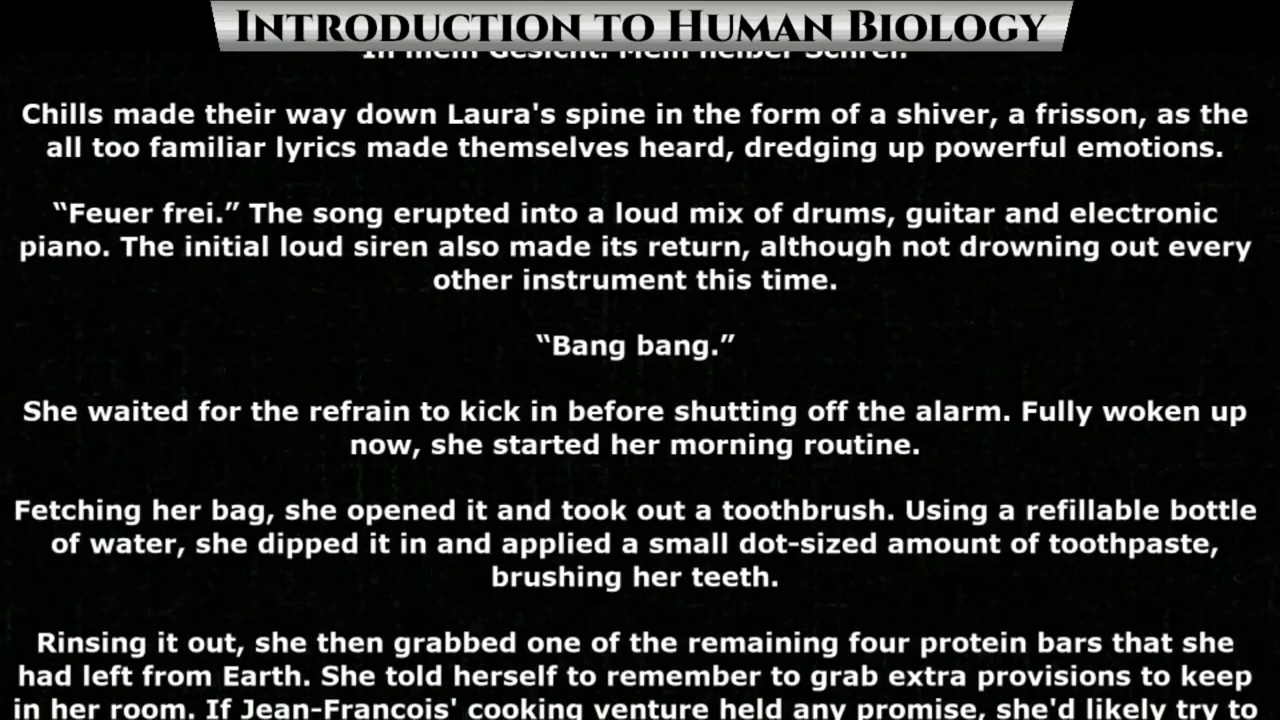 Introduction to Human Biology
In mein Gesicht. Mein heißer Schrei.
Chills made their way down Laura's spine in the form of a shiver, a frisson, as the
all too familiar lyrics made themselves heard, dredging up powerful emotions.
“Feuer frei.” The song erupted into a loud mix of drums, guitar and electronic
piano. The initial loud siren also made its return, although not drowning out every
other instrument this time.
“Bang bang.”
She waited for the refrain to kick in before shutting off the alarm. Fully woken up
now, she started her morning routine.
Fetching her bag, she opened it and took out a toothbrush. Using a refillable bottle
of water, she dipped it in and applied a small dot-sized amount of toothpaste,
brushing her teeth.
Rinsing it out, she then grabbed one of the remaining four protein bars that she
had left from Earth. She told herself to remember to grab extra provisions to keep
in her room. If Jean-Francois' cooking venture held any promise, she'd likely try to